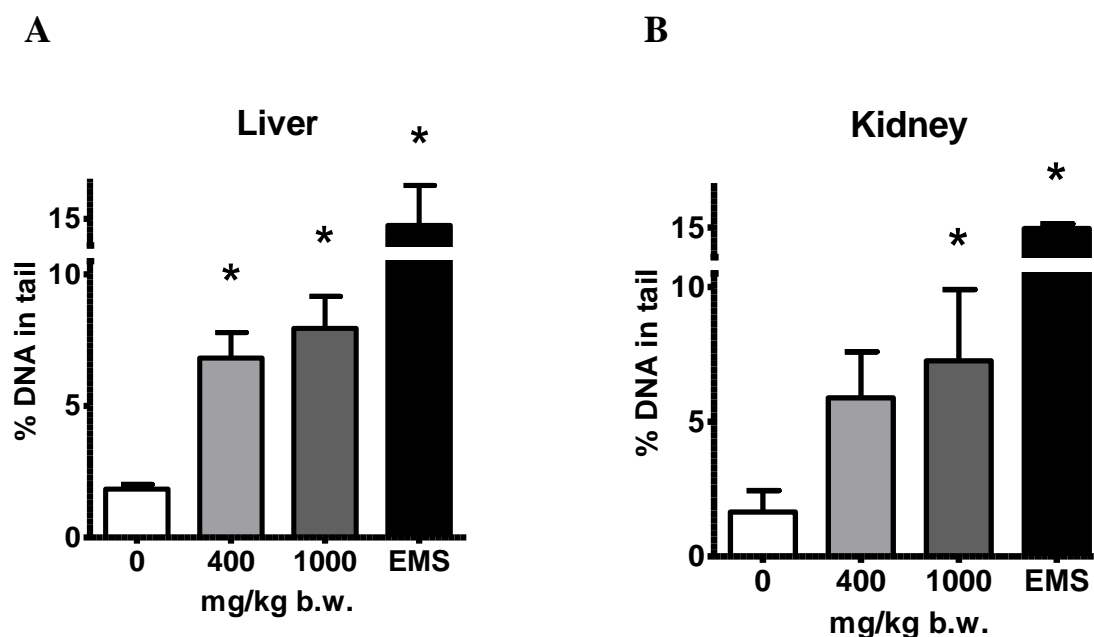 A
Liver
*
*
*
% DNA in tail
15
10
5
0
0 400 1000 EMS
mg/kg b.w.
B
Kidney
*
*
% DNA in tail
15
10
5
0
0 400 1000 EMS
mg/kg b.w.